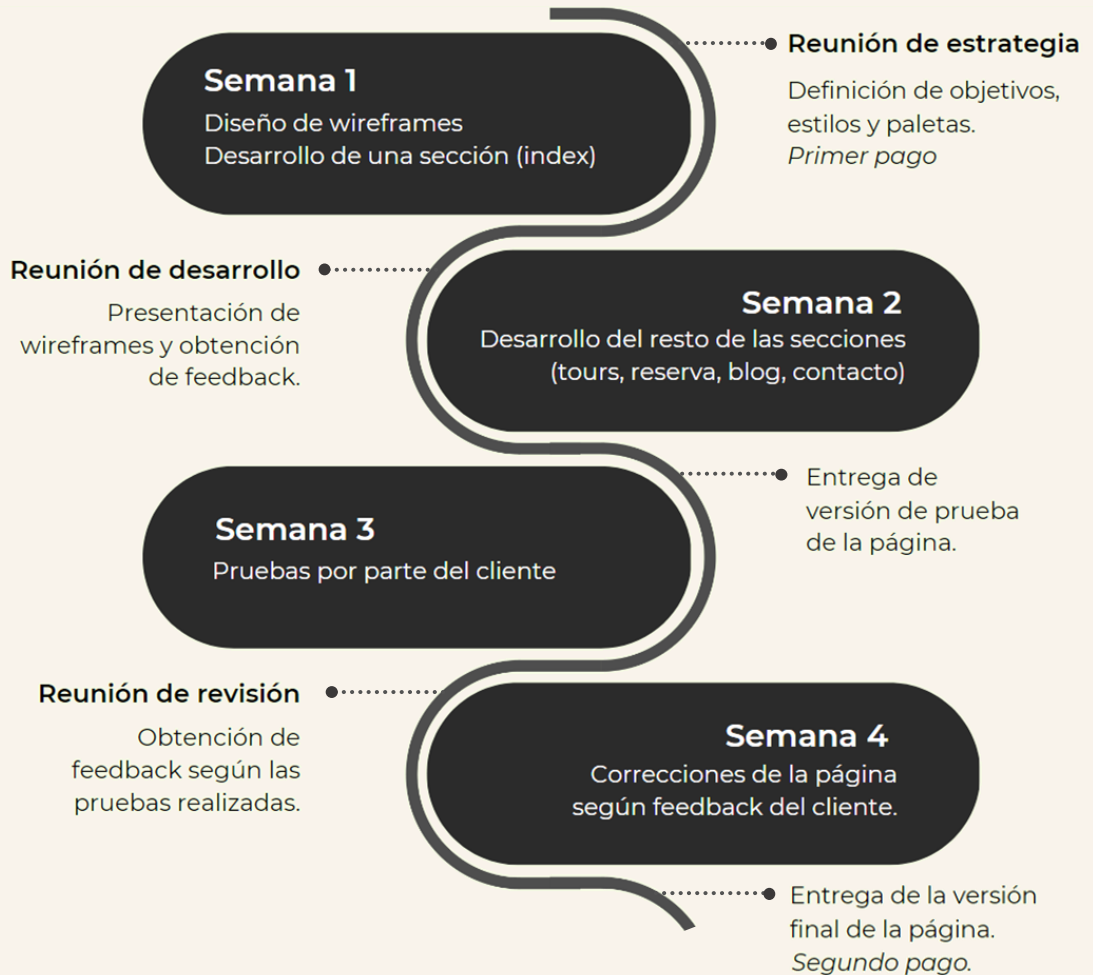 Reunión de estrategia
Definición de objetivos,
estilos y paletas.
Primer pago
Semana 1
Diseño de wireframes
Desarrollo de una sección (index)
Reunión de desarrollo
Presentación de
wireframes y obtención
de feedback.
Semana 2
Desarrollo del resto de las secciones
(tours, reserva, blog, contacto)
Entrega de
versión de prueba
de la página.
Semana 3
Pruebas por parte del cliente
Reunión de revisión
Obtención de
feedback según las
pruebas realizadas.
Semana 4
Correcciones de la página
según feedback del cliente.
Entrega de la versión
final de la página.
Segundo pago.